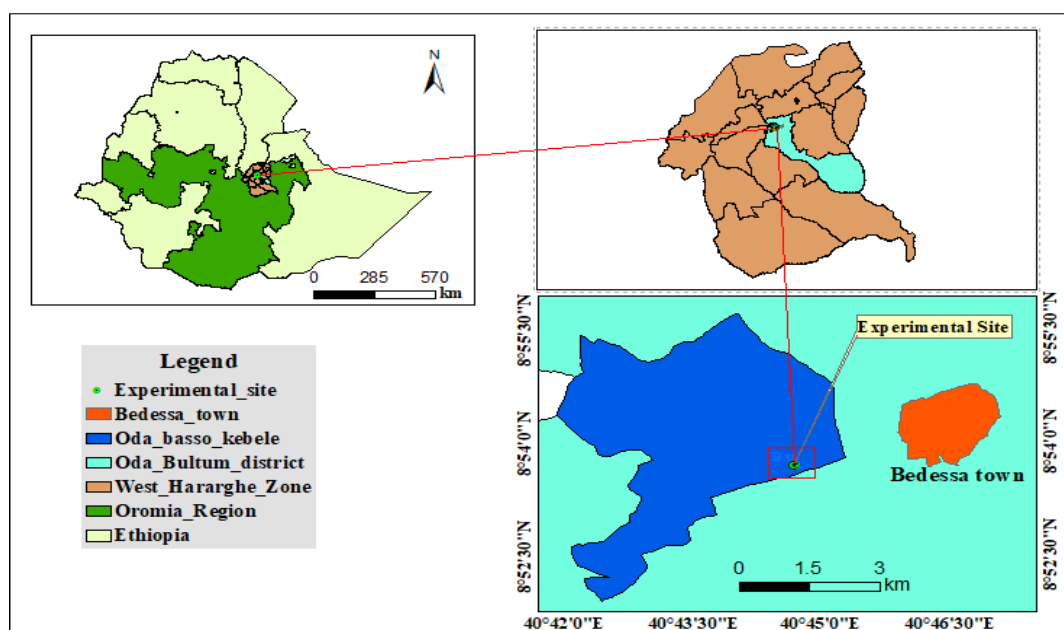 N
0 285 570
km
Legend
Experimental_site
Bedessa_town
Oda_basso_kebele
Oda_Bultum_district
West_Hararghe_Zone
Oromia_Region
Ethiopia
8°55'30"N
8°54'0"N
8°52'30"N
Experimental Site
Bedessa town
0 1.5 3
km
8°55'30"N
8°54'0"N
8°52'30"N
40°42'0"E 40°43'30"E 40°45'0"E 40°46'30"E